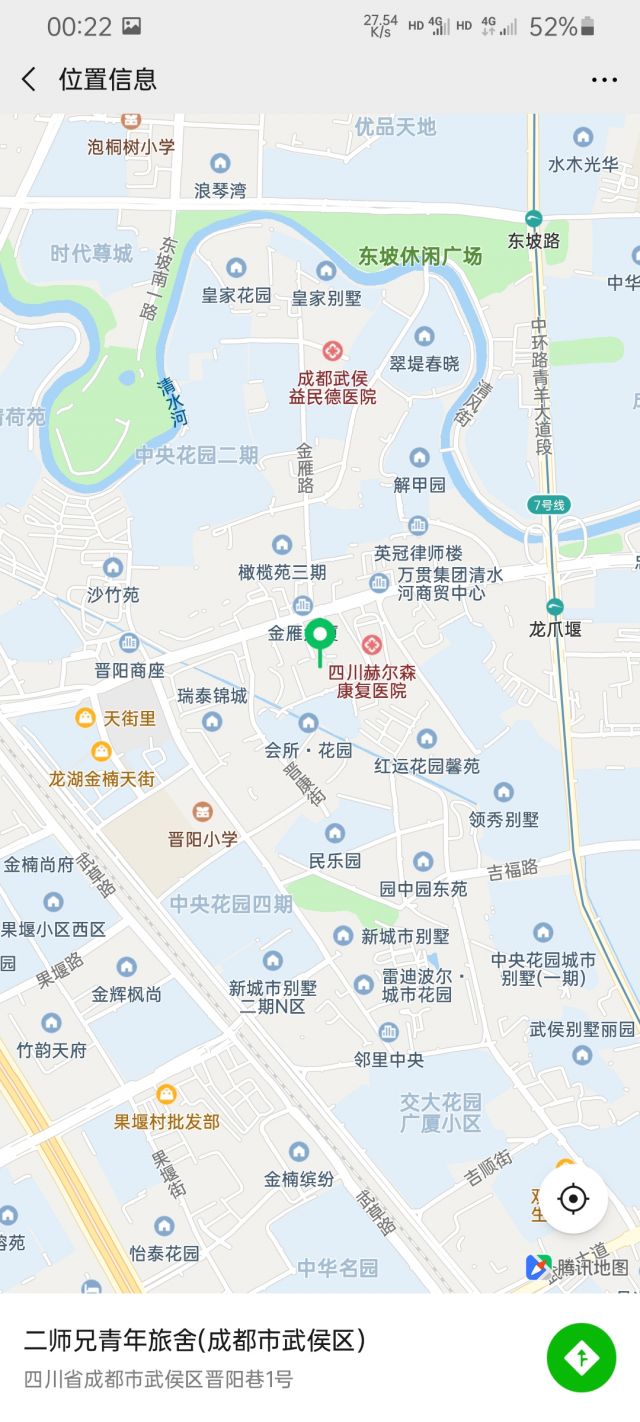 00:22
27.54
K/s
HD 4G HD 4G 52%
位置信息
泡桐树小学
优品天地
浪琴湾
水木光华
东坡路
时代尊城
东坡南一路
东坡休闲广场
皇家花园
皇家别墅
中环路青羊大道段
成都武侯
益民德医院
翠堤春晓
清水河
清风街
荷苑
中央花园二期
金雁路
解甲园
7号线
英冠律师楼
橄榄苑三期
万贯集团清水
河商贸中心
沙竹苑
龙爪堰
金雁
晋阳商座
四川赫尔森
康复医院
瑞泰锦城
天街里
会所·花园
红运花园馨苑
龙湖金楠天街
晋康街
领秀别墅
晋阳小学
民乐园
金楠尚府
武草路
园中园东苑
吉福路
中央花园四期
果堰小区西区
新城市别墅
园
果堰路
中央花园城市
别墅(一期)
金辉枫尚
新城市别墅
二期N区
雷迪波尔·
城市花园
竹韵天府
武侯别墅丽园
邻里中央
交大花园
广厦小区
果堰村批发部
果堰街
金楠缤纷
吉顺街
武草路
怡泰花园
中华名园
腾讯地图
二师兄青年旅舍(成都市武侯区)
四川省成都市武侯区晋阳巷1号